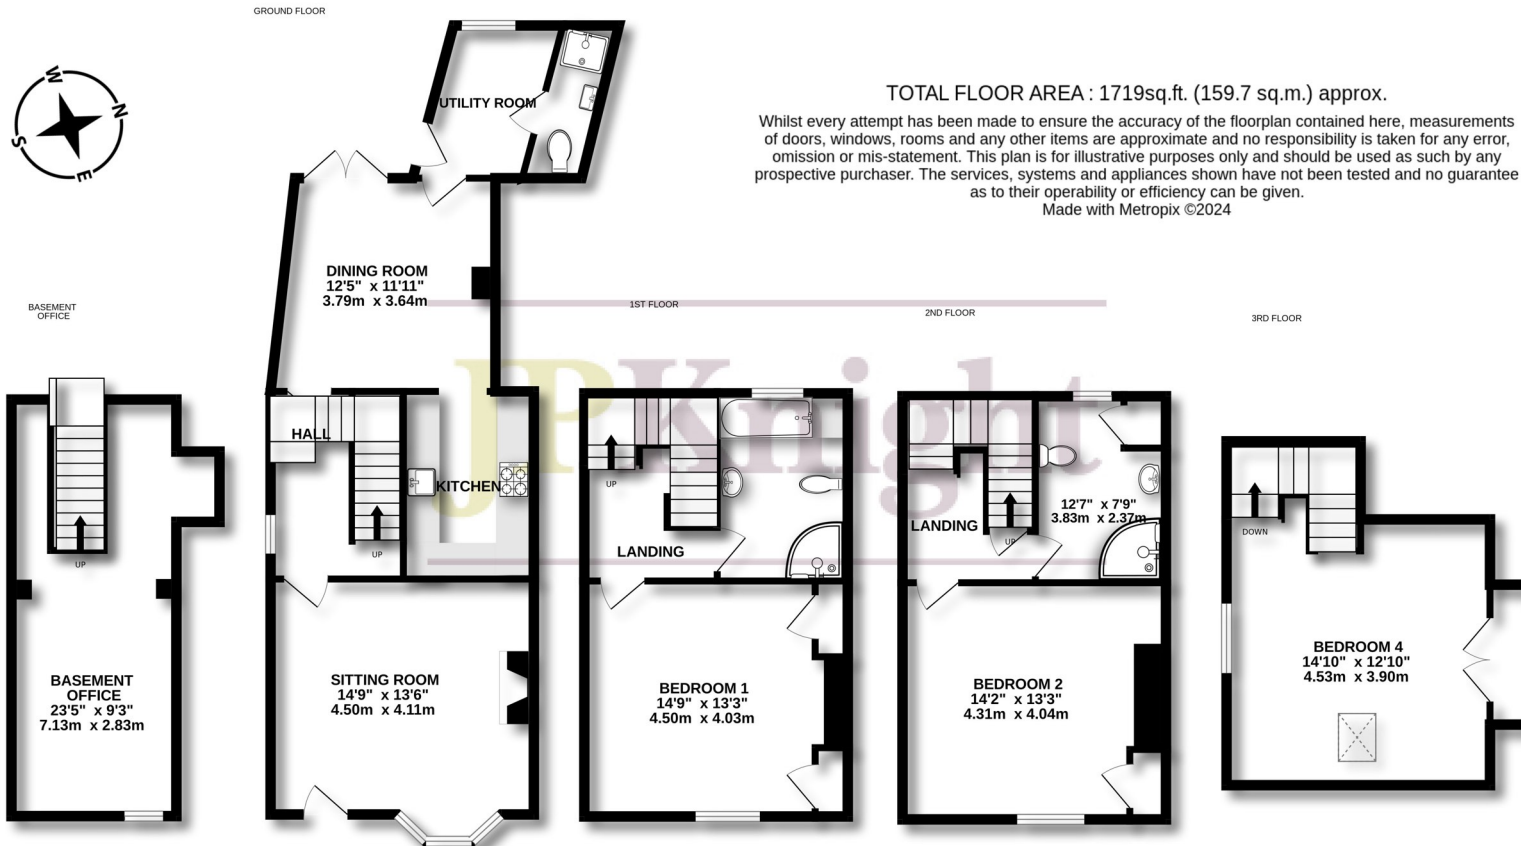 GROUND FLOOR
W
N
S
E
UTILITY ROOM
TOTAL FLOOR AREA : 1719sq.ft. (159.7 sq.m.) approx.
Whilst every attempt has been made to ensure the accuracy of the floorplan contained here, measurements
of doors, windows, rooms and any other items are approximate and no responsibility is taken for any error,
omission or mis-statement. This plan is for illustrative purposes only and should be used as such by any
prospective purchaser. The services, systems and appliances shown have not been tested and no guarantee
as to their operability or efficiency can be given.
Made with Metropix ©2024
DINING ROOM
12'5" x 11'11"
3.79m x 3.64m
BASEMENT
OFFICE
1ST FLOOR
2ND FLOOR
3RD FLOOR
JPKnight
HALL
KITCHEN
UP
UP
UP
UP
DOWN
LANDING
LANDING
12'7" x 7'9"
3.83m x 2.37m
BASEMENT
OFFICE
23'5" x 9'3"
7.13m x 2.83m
SITTING ROOM
14'9" x 13'6"
4.50m x 4.11m
BEDROOM 1
14'9" x 13'3"
4.50m x 4.03m
BEDROOM 2
14'2" x 13'3"
4.31m x 4.04m
BEDROOM 4
14'10" x 12'10"
4.53m x 3.90m